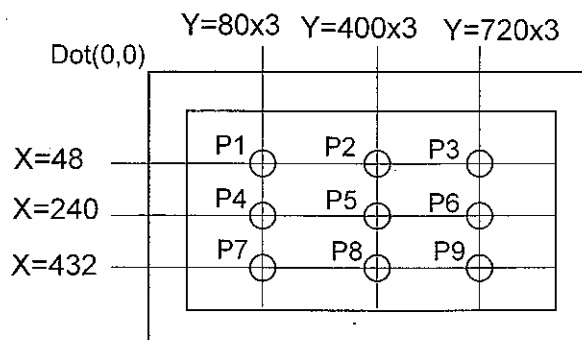 Y=80x3 Y=400x3 Y=720x3
Dot(0,0)
X=48 P1 P2 P3
X=240 P4 P5 P6
X=432 P7 P8 P9